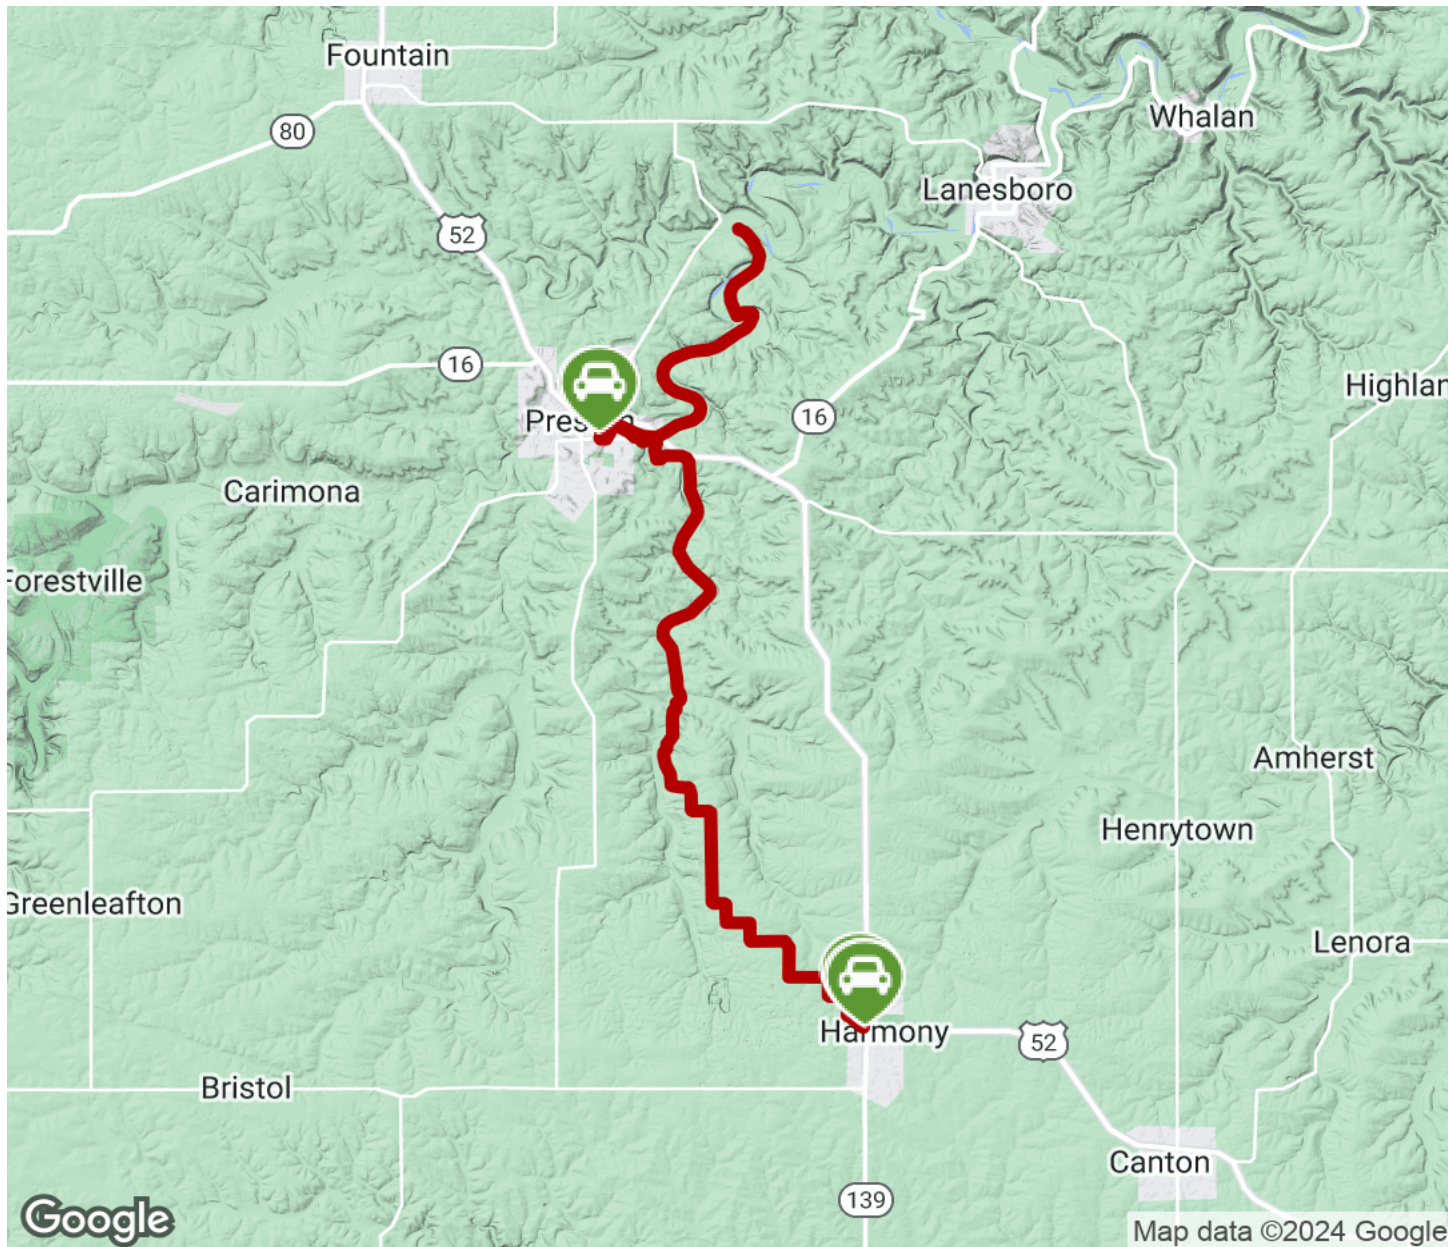 Fountain
Whalan
80
Lanesboro
52
16
Highlan
16
Pres n
Carimona
Forestville
Amherst
Henrytown
Greenleafton
Lenora
Harmony
52
Bristol
Canton
139
Google
Map data ©2024 Google